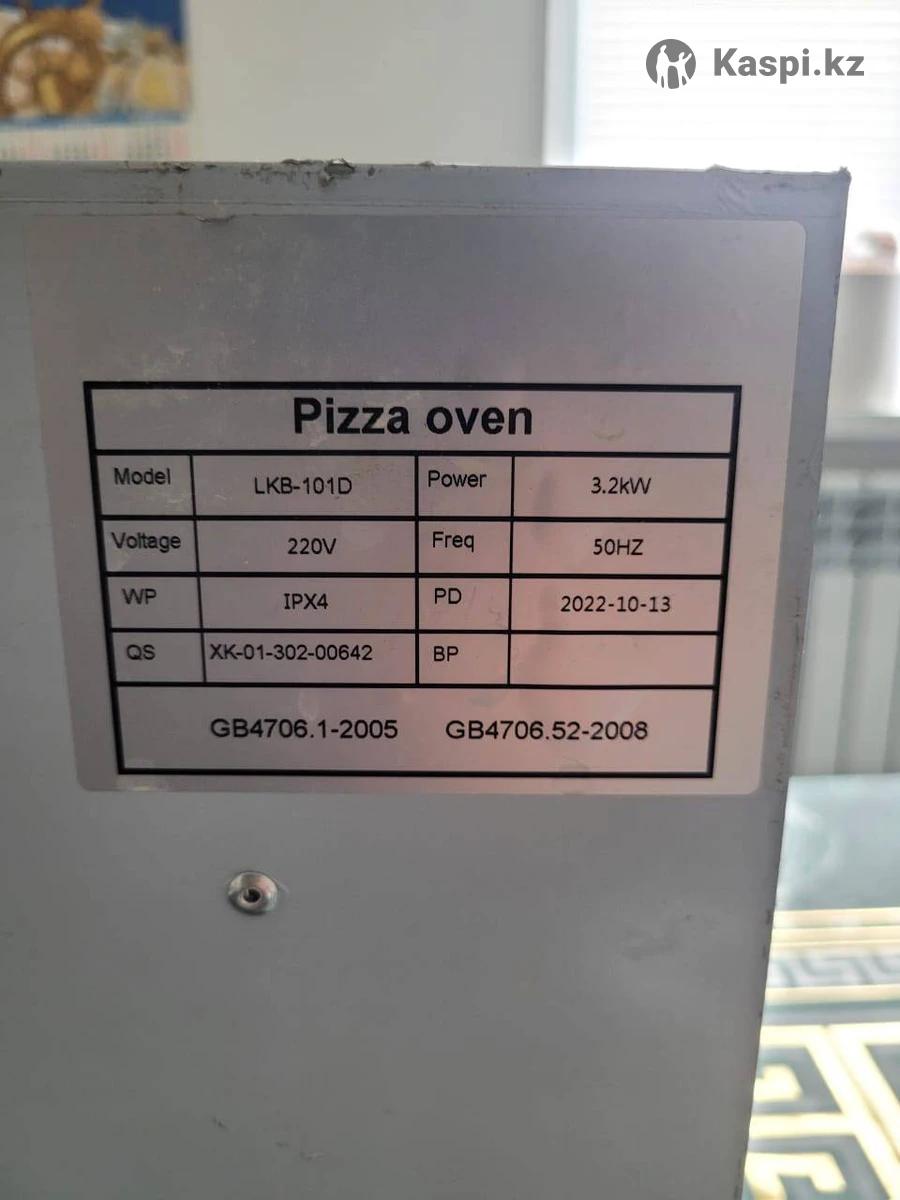 Kaspi.kz
Pizza oven
Model LKB-101D Power 3.2kW
Voltage 220V Freq 50HZ
WP IPX4 PD 2022-10-13
QS XK-01-302-00642 BP
GB4706.1-2005 GB4706.52-2008